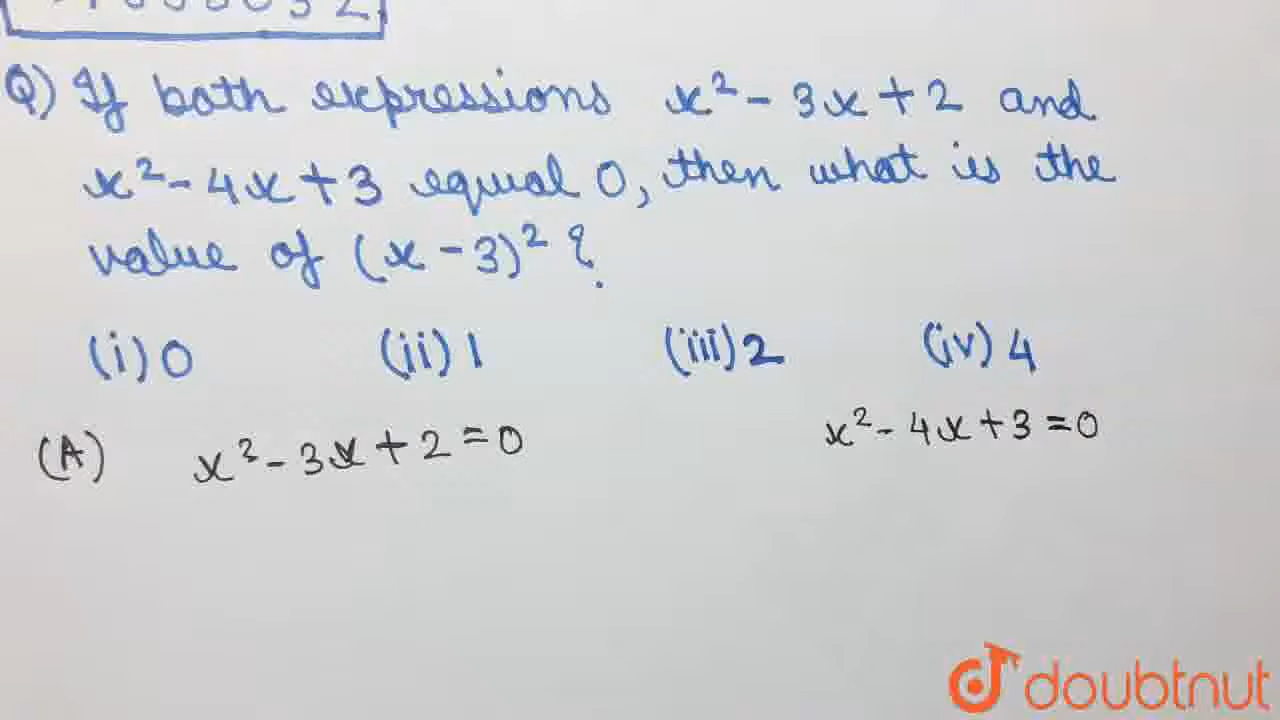 Q) If both expressions x² - 3x + 2 and
x² - 4x + 3 equal 0, then what is the
value of (x - 3)² ?
(i) 0 (ii) 1 (iii) 2 (iv) 4
(A) x² - 3x + 2 = 0 x² - 4x + 3 = 0
doubtnut